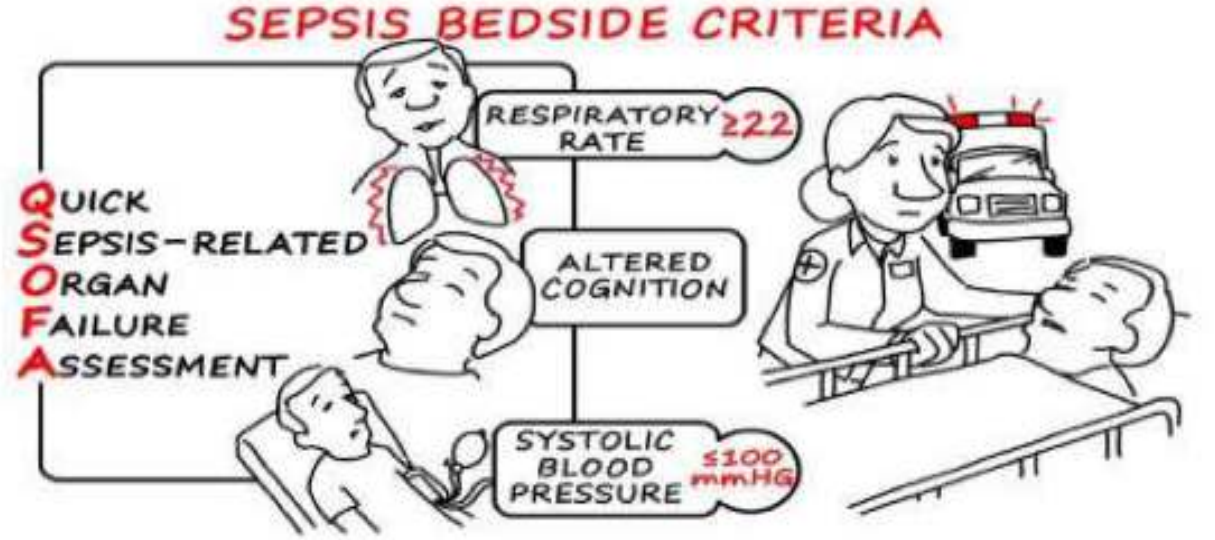 SEPSIS BEDSIDE CRITERIA
QUICK
SEPSIS-RELATED
ORGAN
FAILURE
ASSESSMENT
RESPIRATORY
RATE
≥22
ALTERED
COGNITION
SYSTOLIC
BLOOD
PRESSURE
≤100
mmHG